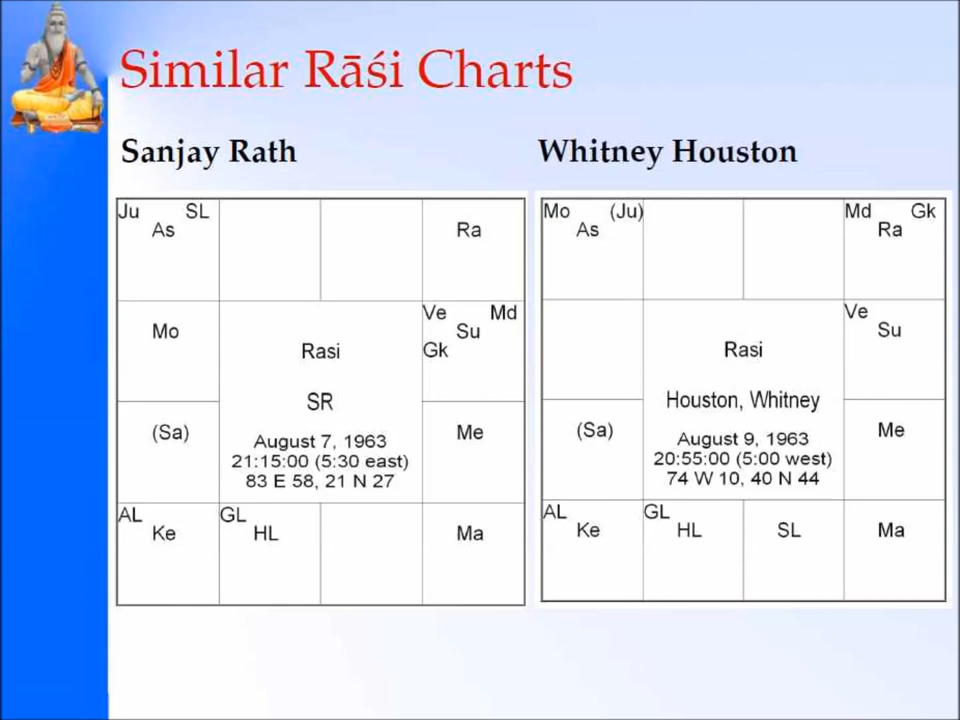 Similar Rāśi Charts
Sanjay Rath
Whitney Houston
Ju SL
As
Ra
Mo
Ve Md
Su
Gk
Rasi
SR
August 7, 1963
21:15:00 (5:30 east)
83 E 58, 21 N 27
(Sa)
Me
AL
Ke
GL
HL
Ma
Mo (Ju)
As
Md Gk
Ra
Ve
Su
Rasi
Houston, Whitney
August 9, 1963
20:55:00 (5:00 west)
74 W 10, 40 N 44
(Sa)
Me
AL
Ke
GL
HL
SL
Ma